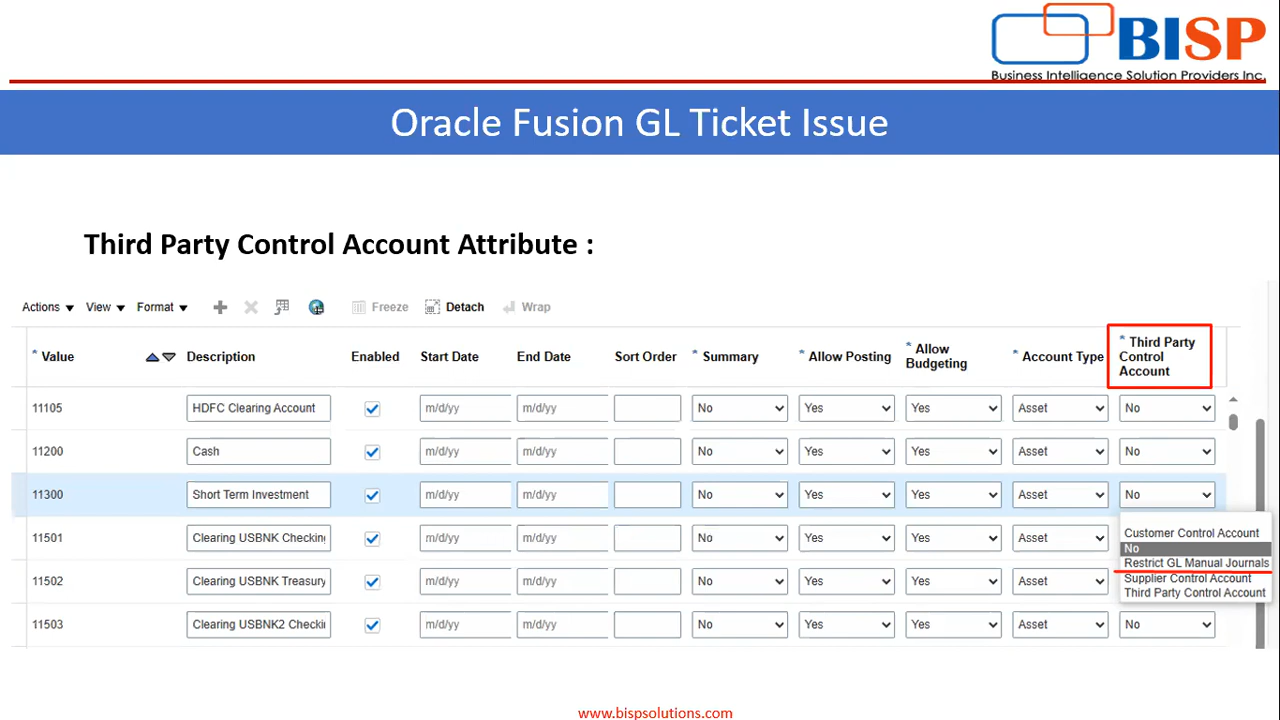 BISP
Business Intelligence Solution Providers Inc.
Oracle Fusion GL Ticket Issue
Third Party Control Account Attribute :
Actions View Format Freeze Detach Wrap
* Value Description Enabled Start Date End Date Sort Order * Summary * Allow Posting * Allow Budgeting * Account Type * Third Party Control Account
11105 HDFC Clearing Account m/d/yy m/d/yy No Yes Yes Asset No
11200 Cash m/d/yy m/d/yy No Yes Yes Asset No
11300 Short Term Investment m/d/yy m/d/yy No Yes Yes Asset No
11501 Clearing USBNK Checking m/d/yy m/d/yy No Yes Yes Asset
11502 Clearing USBNK Treasury m/d/yy m/d/yy No Yes Yes Asset
Customer Control Account
No
Restrict GL Manual Journals
Supplier Control Account
Third Party Control Account
11503 Clearing USBNK2 Checki m/d/yy m/d/yy No Yes Yes Asset No
www.bispsolutions.com